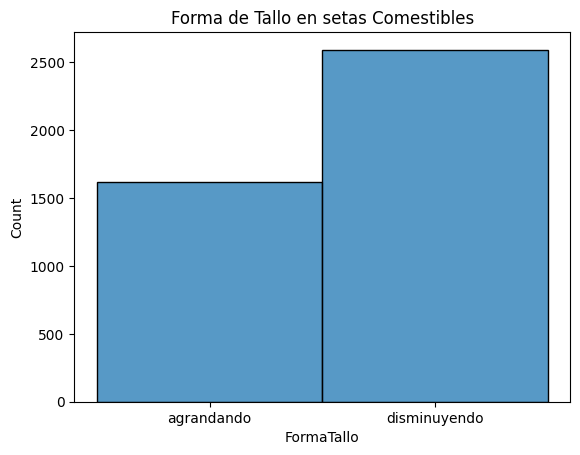 Forma de Tallo en setas Comestibles
2500
2000
1500
1000
500
0
Count
agrandando disminuyendo
FormaTallo